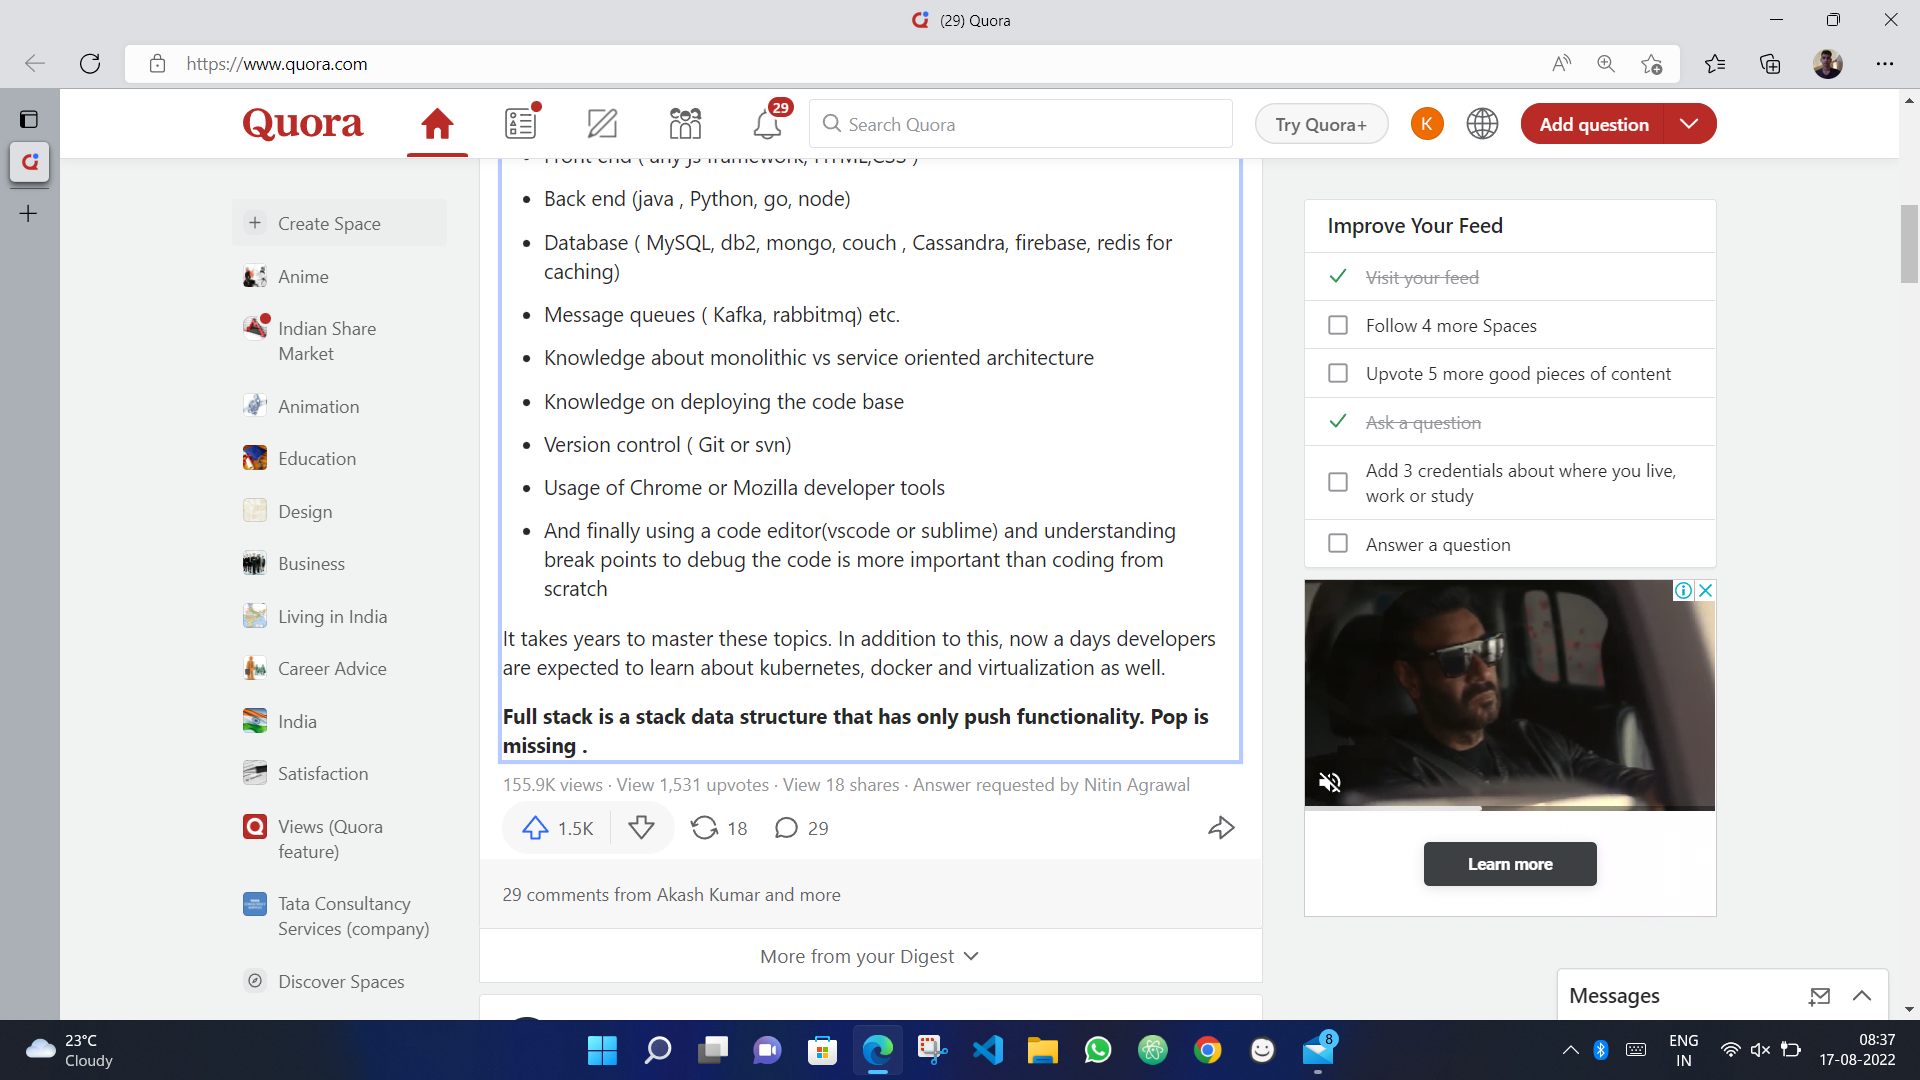 (29) Quora
https://www.quora.com
Quora
29
Search Quora
Try Quora+
K
Add question
Create Space
Anime
Indian Share
Market
Animation
Education
Design
Business
Living in India
Career Advice
India
Satisfaction
Views (Quora
feature)
Tata Consultancy
Services (company)
Discover Spaces
Front end ( any js framework, HTML,CSS )
• Back end (java , Python, go, node)
• Database ( MySQL, db2, mongo, couch , Cassandra, firebase, redis for
caching)
• Message queues ( Kafka, rabbitmq) etc.
• Knowledge about monolithic vs service oriented architecture
• Knowledge on deploying the code base
• Version control ( Git or svn)
• Usage of Chrome or Mozilla developer tools
• And finally using a code editor(vscode or sublime) and understanding
break points to debug the code is more important than coding from
scratch
It takes years to master these topics. In addition to this, now a days developers
are expected to learn about kubernetes, docker and virtualization as well.
Full stack is a stack data structure that has only push functionality. Pop is
missing .
155.9K views · View 1,531 upvotes · View 18 shares · Answer requested by Nitin Agrawal
1.5K
18
29
29 comments from Akash Kumar and more
More from your Digest
Improve Your Feed
Visit your feed
Follow 4 more Spaces
Upvote 5 more good pieces of content
Ask a question
Add 3 credentials about where you live,
work or study
Answer a question
Learn more
Messages
23°C
Cloudy
8
ENG
IN
08:37
17-08-2022